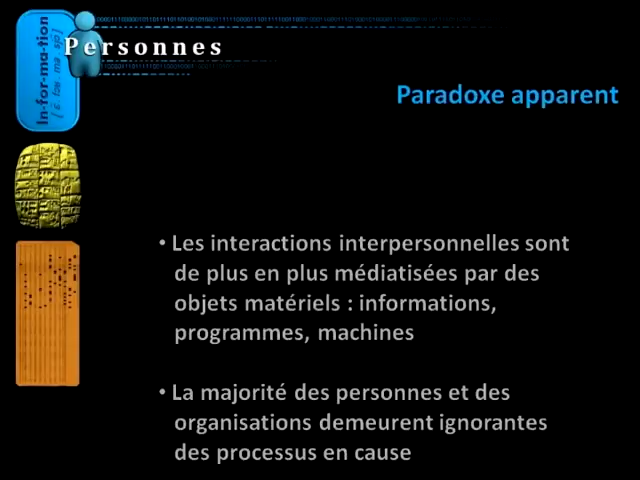 In·for·ma·tion
Personnes
Paradoxe apparent
• Les interactions interpersonnelles sont
de plus en plus médiatisées par des
objets matériels : informations,
programmes, machines
• La majorité des personnes et des
organisations demeurent ignorantes
des processus en cause